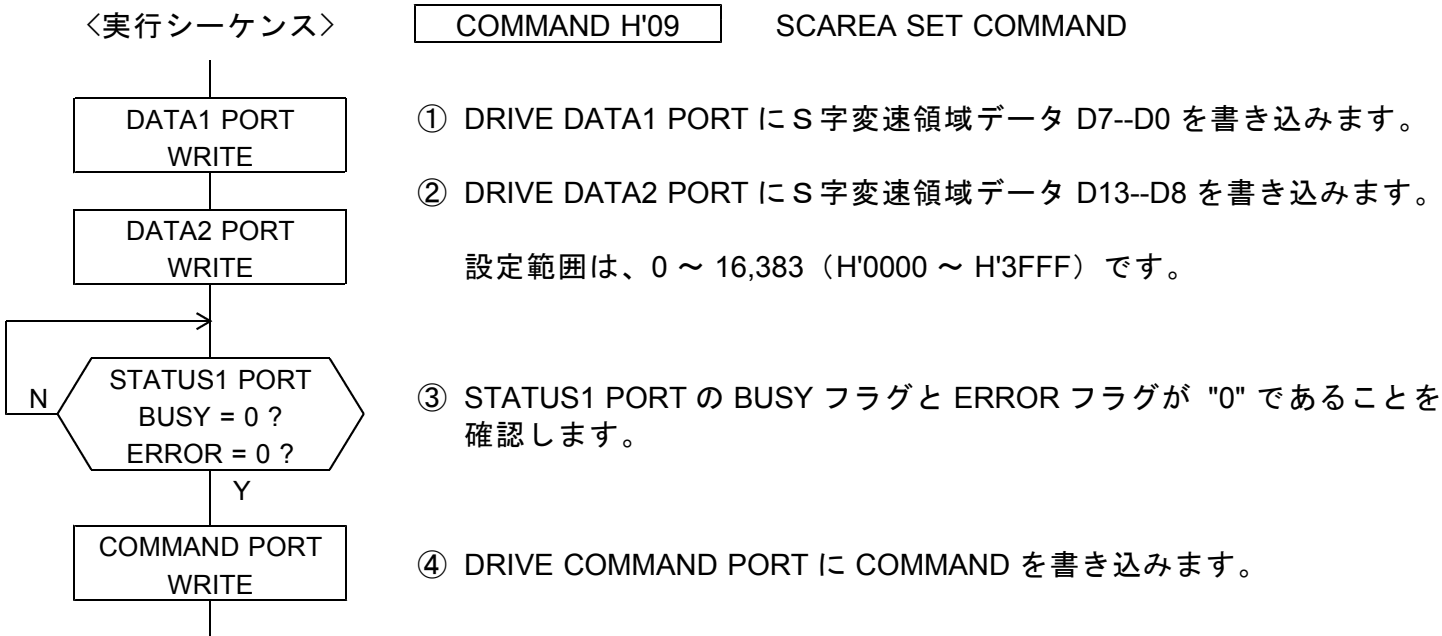 〈実行シーケンス〉 COMMAND H'09 SCAREA SET COMMAND
DATA1 PORT
WRITE
① DRIVE DATA1 PORT にS字変速領域データ D7--D0 を書き込みます。
DATA2 PORT
WRITE
② DRIVE DATA2 PORT にS字変速領域データ D13--D8 を書き込みます。
設定範囲は、0 ～ 16,383（H'0000 ～ H'3FFF）です。
N
STATUS1 PORT
BUSY = 0 ?
ERROR = 0 ?
Y
③ STATUS1 PORT の BUSY フラグと ERROR フラグが "0" であることを
確認します。
COMMAND PORT
WRITE
④ DRIVE COMMAND PORT に COMMAND を書き込みます。